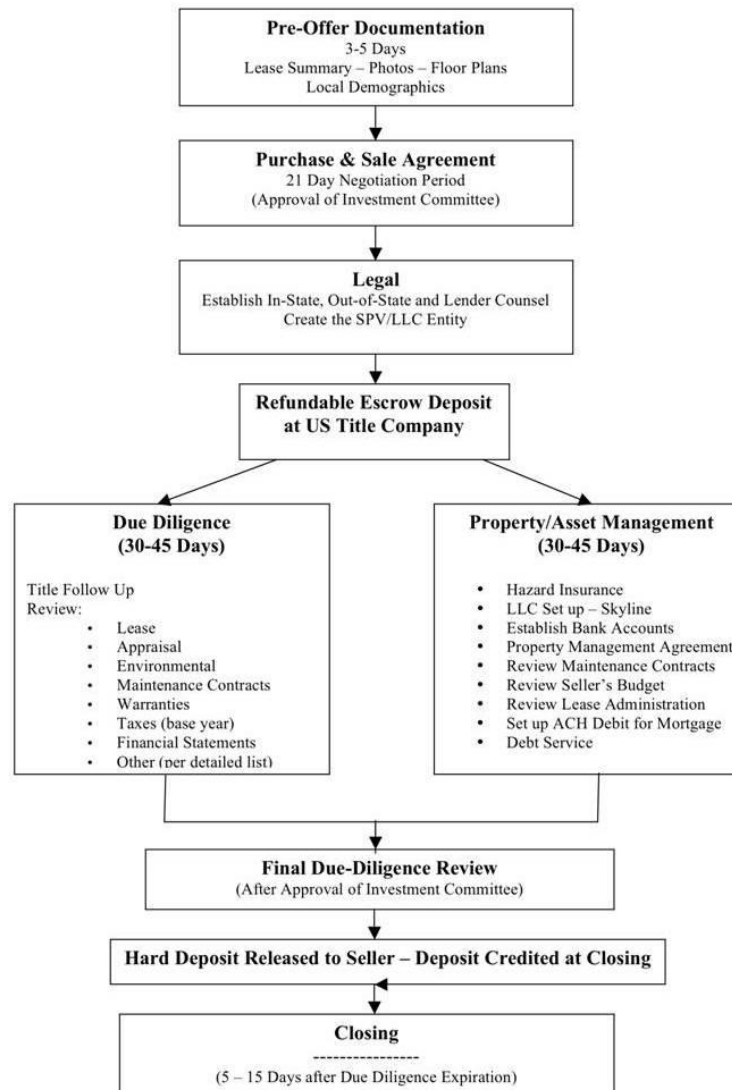 Pre-Offer Documentation
3-5 Days
Lease Summary – Photos – Floor Plans
Local Demographics
Purchase & Sale Agreement
21 Day Negotiation Period
(Approval of Investment Committee)
Legal
Establish In-State, Out-of-State and Lender Counsel
Create the SPV/LLC Entity
Refundable Escrow Deposit
at US Title Company
Due Diligence
(30-45 Days)
Title Follow Up
Review:
• Lease
• Appraisal
• Environmental
• Maintenance Contracts
• Warranties
• Taxes (base year)
• Financial Statements
• Other (per detailed list)
Property/Asset Management
(30-45 Days)
• Hazard Insurance
• LLC Set up – Skyline
• Establish Bank Accounts
• Property Management Agreement
• Review Maintenance Contracts
• Review Seller's Budget
• Review Lease Administration
• Set up ACH Debit for Mortgage
• Debt Service
Final Due-Diligence Review
(After Approval of Investment Committee)
Hard Deposit Released to Seller – Deposit Credited at Closing
Closing
----------------
(5 – 15 Days after Due Diligence Expiration)